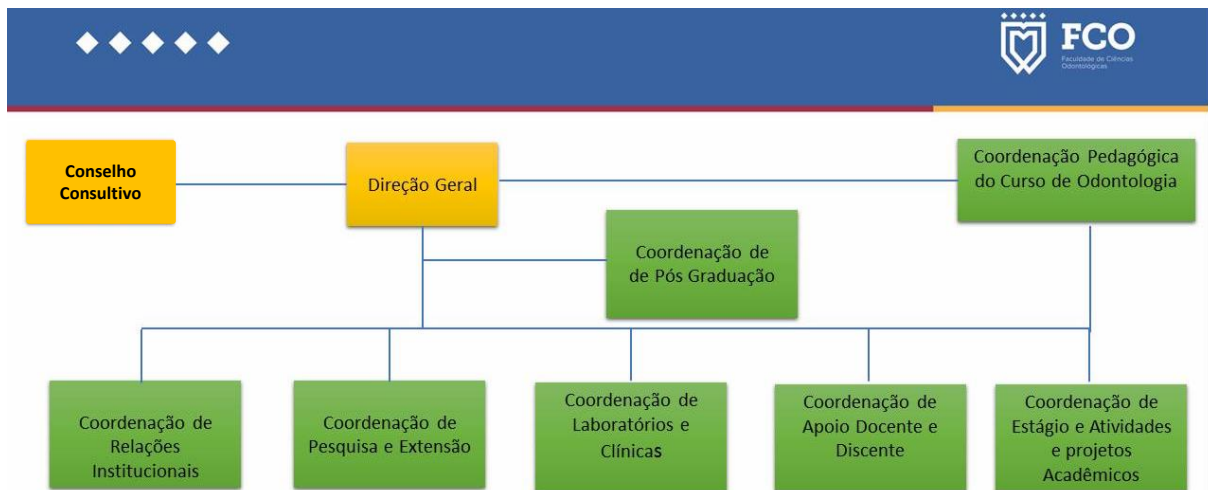 FCO
Faculdade de Ciências
Odontológicas
Conselho
Consultivo
Direção Geral
Coordenação Pedagógica
do Curso de Odontologia
Coordenação de
de Pós Graduação
Coordenação de
Relações
Institucionais
Coordenação de
Pesquisa e Extensão
Coordenação de
Laboratórios e
Clínicas
Coordenação de
Apoio Docente e
Discente
Coordenação de
Estágio e Atividades
e projetos
Acadêmicos